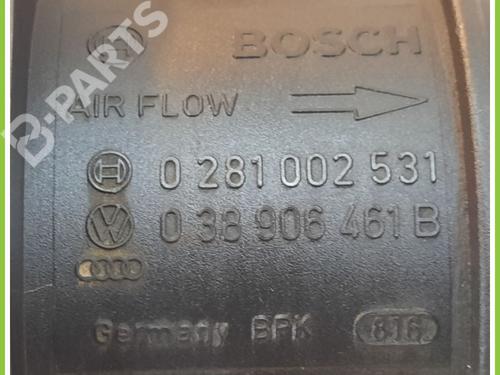 BOSCH
AIR FLOW
0 281 002 531
0 38 906 461 B
Germany BPK 816
B-PARTS